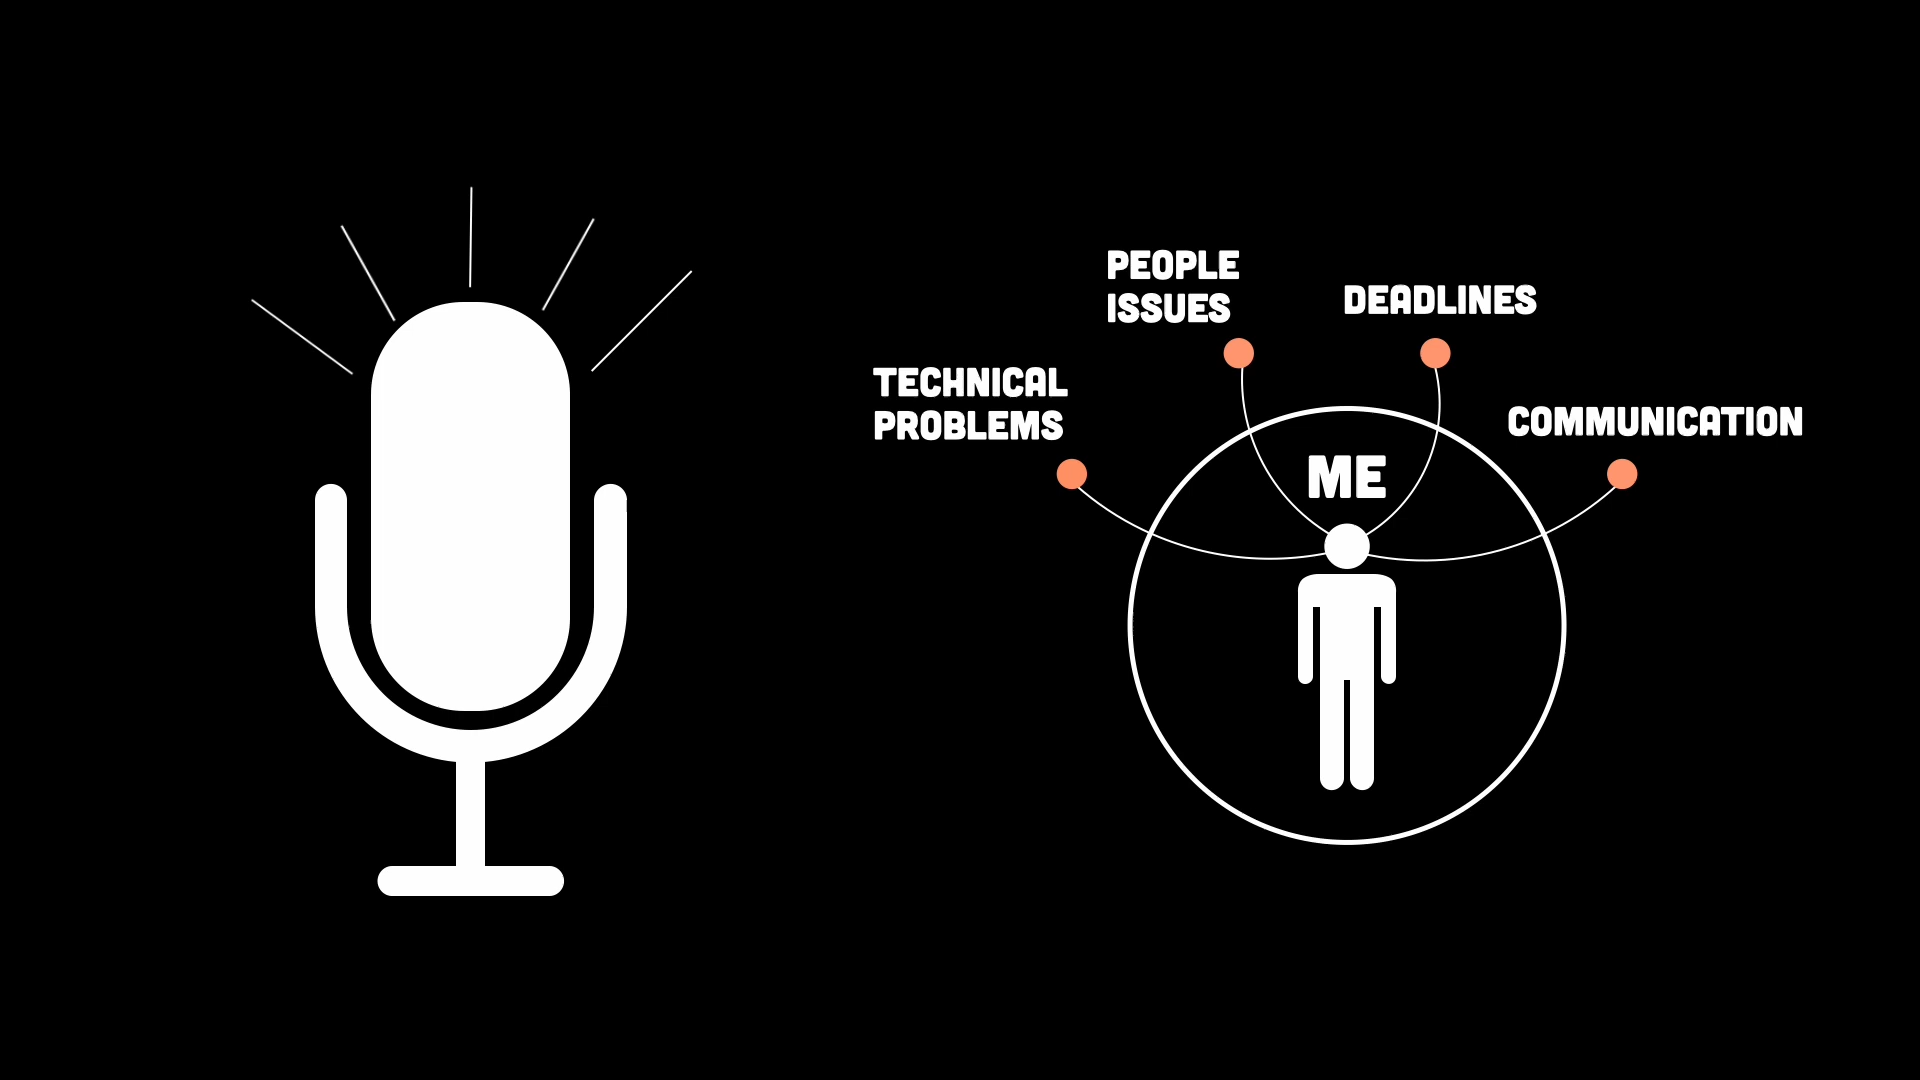 PEOPLE
ISSUES
DEADLINES
TECHNICAL
PROBLEMS
COMMUNICATION
ME